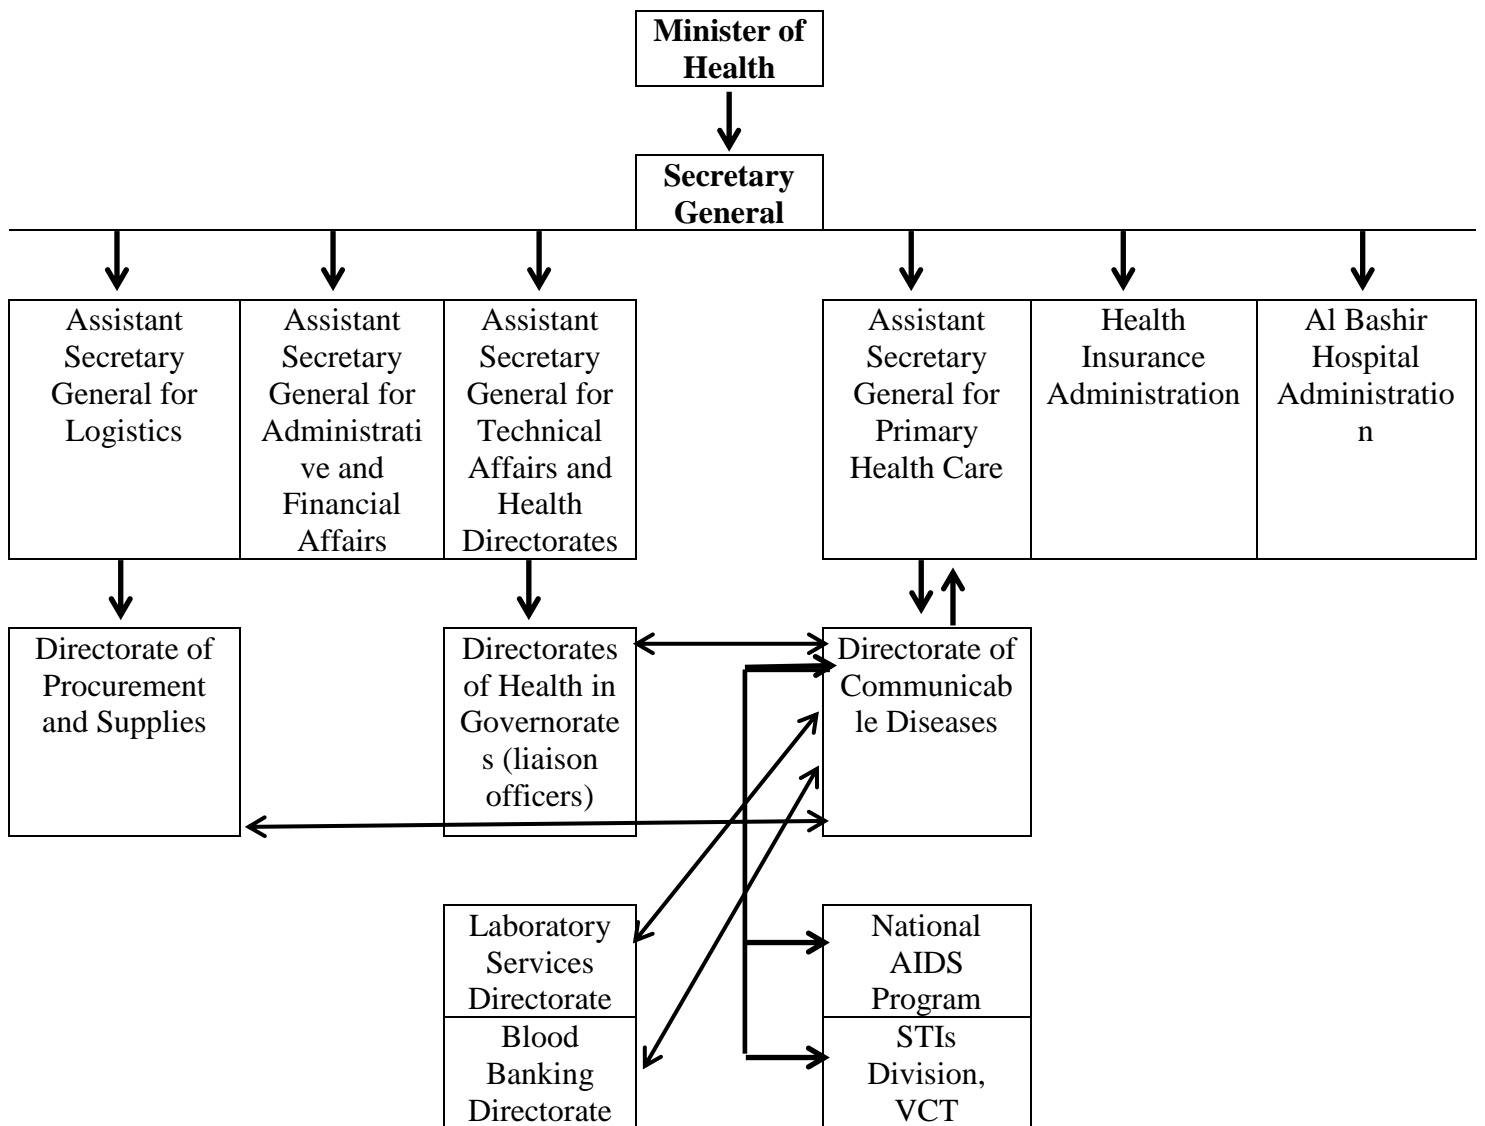 Minister of
Health
Secretary
General
Assistant
Secretary
General for
Logistics
Assistant
Secretary
General for
Administrati
ve and
Financial
Affairs
Assistant
Secretary
General for
Technical
Affairs and
Health
Directorates
Assistant
Secretary
General for
Primary
Health Care
Health
Insurance
Administration
Al Bashir
Hospital
Administratio
n
Directorate of
Procurement
and Supplies
Directorates
of Health in
Governorate
s (liaison
officers)
Directorate of
Communicab
le Diseases
Laboratory
Services
Directorate
National
AIDS
Program
Blood
Banking
Directorate
STIs
Division,
VCT